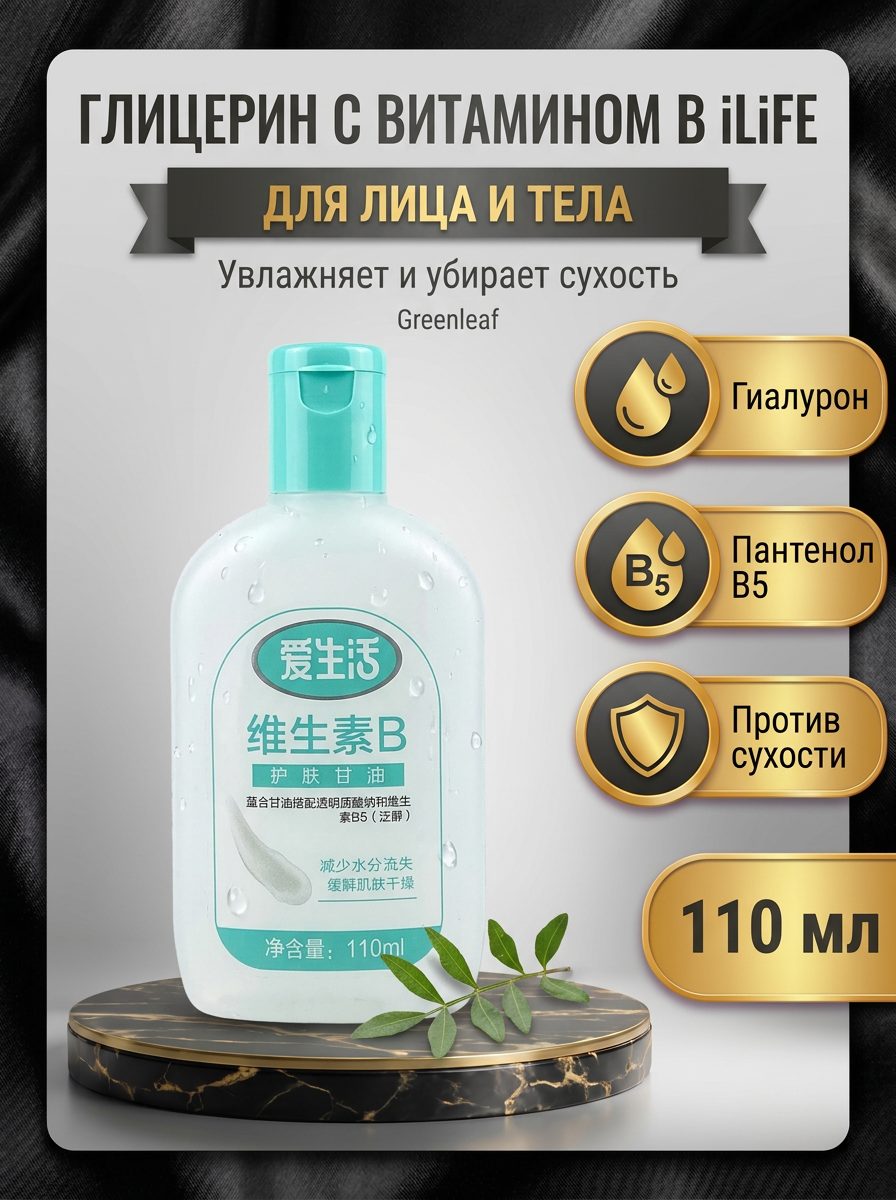 ГЛИЦЕРИН С ВИТАМИНОМ В iLiFE
ДЛЯ ЛИЦА И ТЕЛА
Увлажняет и убирает сухость
Greenleaf
Гиалурон
B5
Пантенол
B5
Против
сухости
110 мл
爱生活
维生素B
护肤甘油
蕴合甘油搭配透明质酸钠和维生
素B5（泛醇）
减少水分流失
缓解肌肤干燥
净含量：110ml